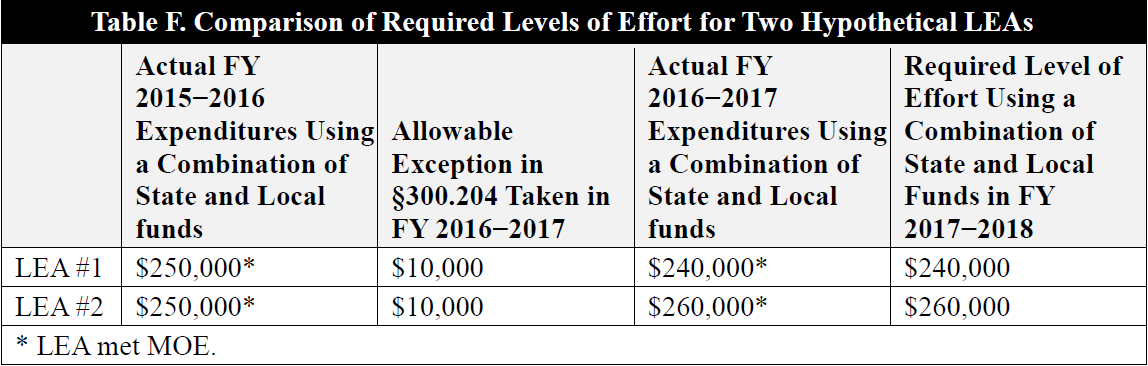 Table F. Comparison of Required Levels of Effort for Two Hypothetical LEAs
Actual FY
2015−2016
Expenditures Using
a Combination of
State and Local
funds
Allowable
Exception in
§300.204 Taken in
FY 2016−2017
Actual FY
2016−2017
Expenditures Using
a Combination of
State and Local
funds
Required Level of
Effort Using a
Combination of
State and Local
Funds in FY
2017−2018
LEA #1 $250,000* $10,000 $240,000* $240,000
LEA #2 $250,000* $10,000 $260,000* $260,000
* LEA met MOE.